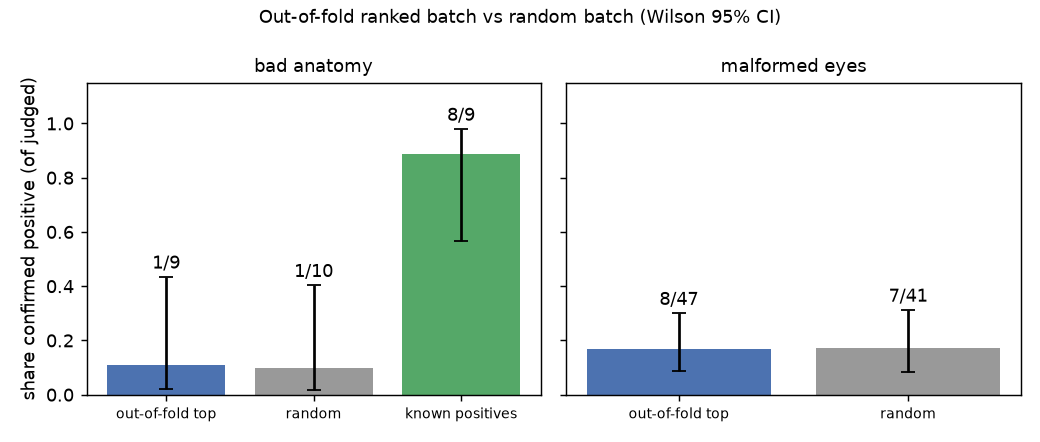 Out-of-fold ranked batch vs random batch (Wilson 95% CI)
bad anatomy
share confirmed positive (of judged)
1.0
0.8
0.6
0.4
0.2
0.0
1/9
1/10
8/9
out-of-fold top
random
known positives
malformed eyes
8/47
7/41
out-of-fold top
random